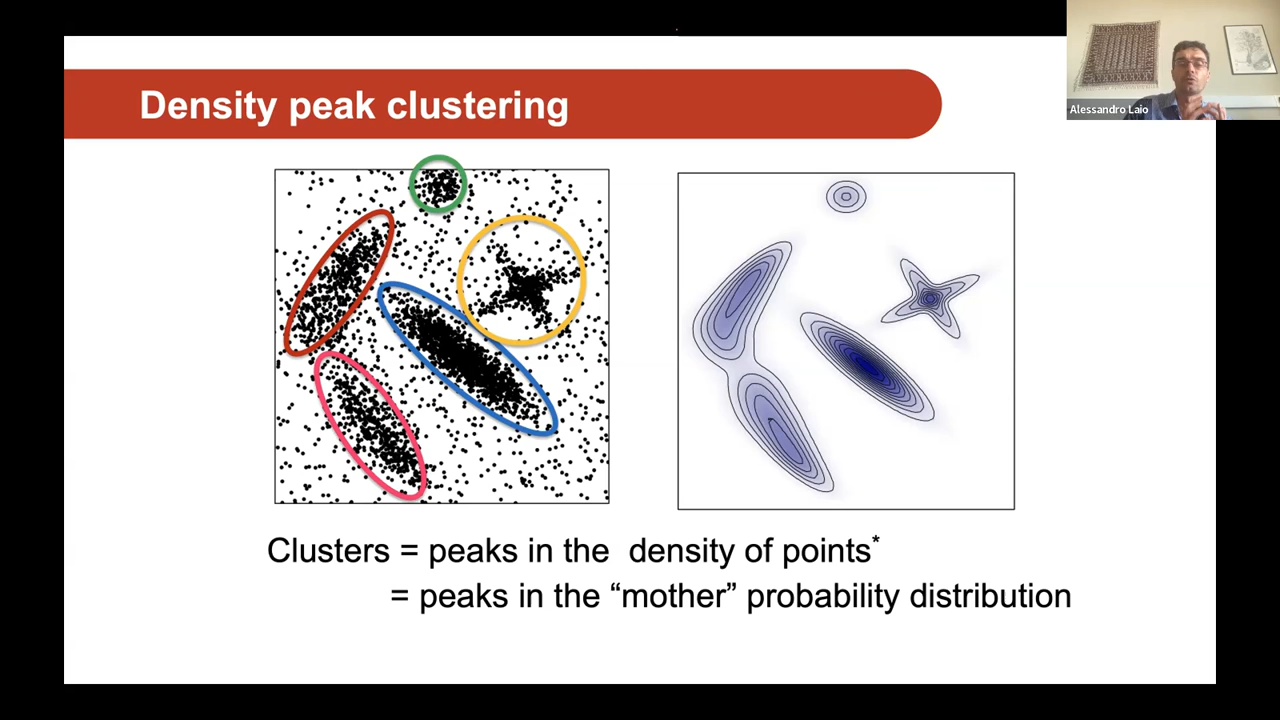 Density peak clustering
Alessandro Laio
Clusters = peaks in the density of points*
= peaks in the “mother” probability distribution